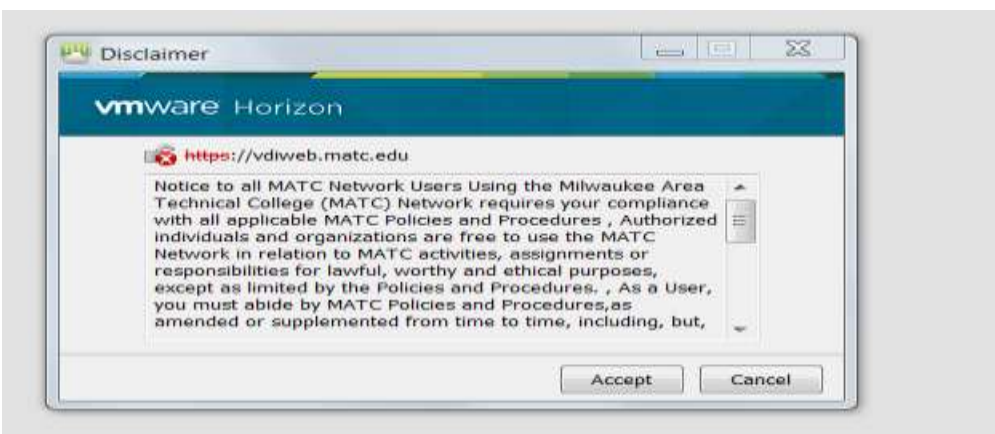 Disclaimer
vmware Horizon
https://vdiweb.matc.edu
Notice to all MATC Network Users Using the Milwaukee Area
Technical College (MATC) Network requires your compliance
with all applicable MATC Policies and Procedures , Authorized
individuals and organizations are free to use the MATC
Network in relation to MATC activities, assignments or
responsibilities for lawful, worthy and ethical purposes,
except as limited by the Policies and Procedures. , As a User,
you must abide by MATC Policies and Procedures,as
amended or supplemented from time to time, including, but,
Accept Cancel